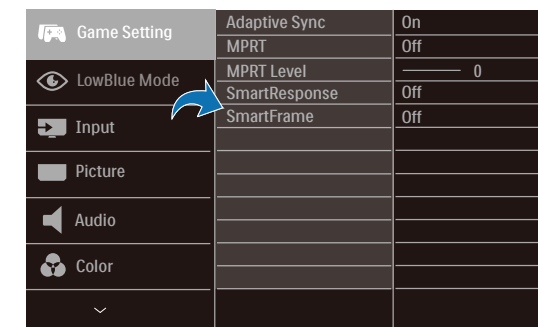 Game Setting
LowBlue Mode
Input
Picture
Audio
Color
Adaptive Sync On
MPRT Off
MPRT Level 0
SmartResponse Off
SmartFrame Off